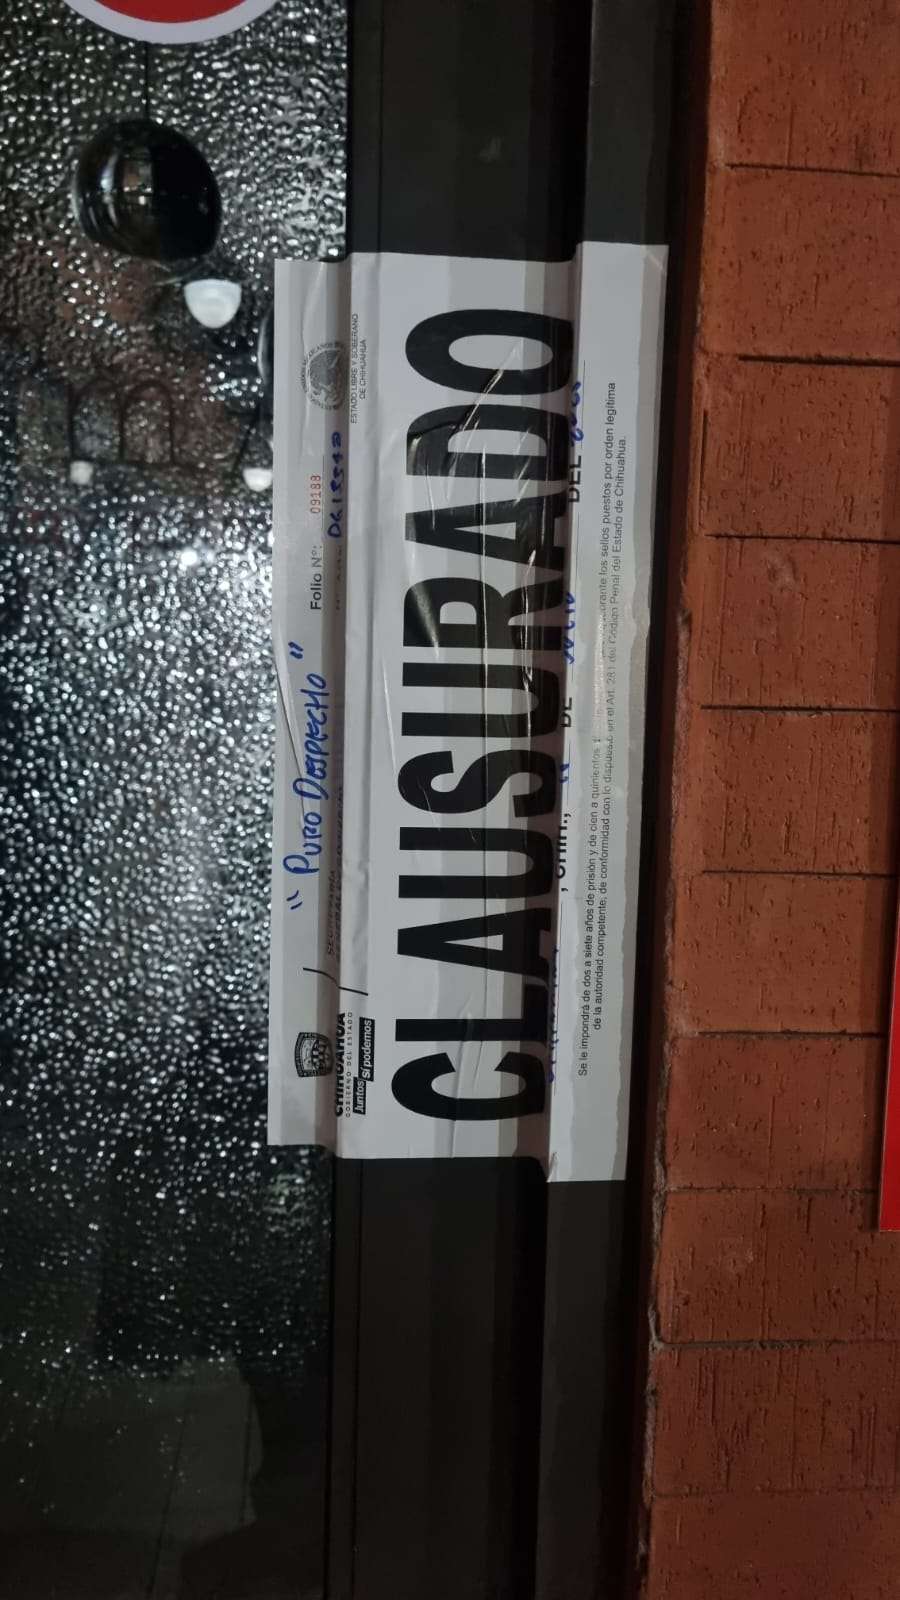 "PURO DESPECHO"
Folio N°: 09188
ESTADO LIBRE Y SOBERANO
DE CHIHUAHUA
CHIHUAHUA
GOBIERNO DEL ESTADO
Juntos Sí podemos
CLAUSURADO
, CHIH., DE JULIO DEL
Se le impondrá de dos a siete años de prisión y de cien a quinientos los sellos puestos por orden legítima
de la autoridad competente, de conformidad con lo dispuesto en el Art. 281 del Código Penal del Estado de Chihuahua.